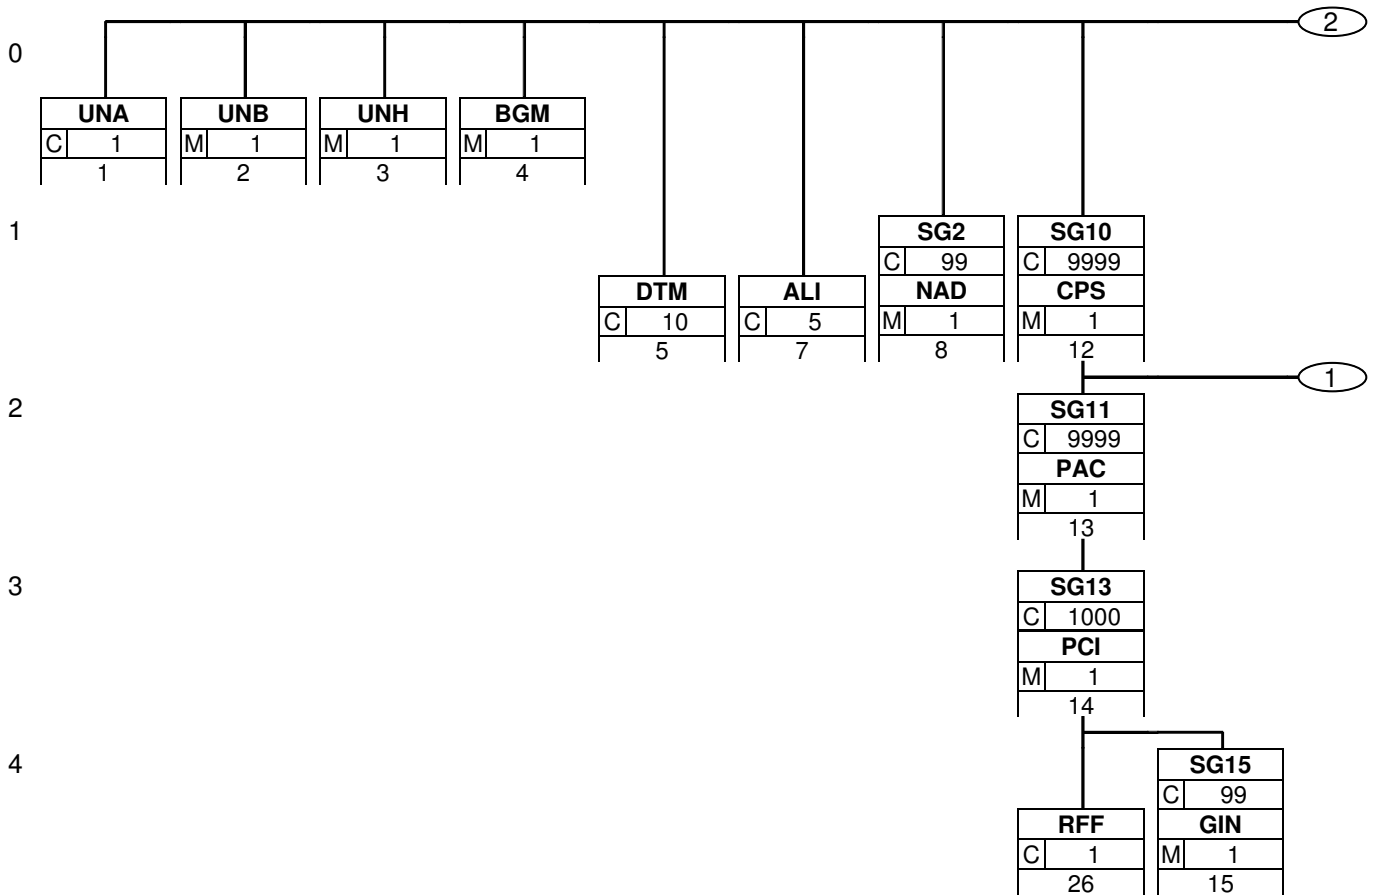 2
0
UNA UNB UNH BGM
C 1 M 1 M 1 M 1
1 2 3 4
1
SG2 SG10
C 99 C 9999
DTM ALI NAD CPS
C 10 C 5 M 1 M 1
5 7 8 12
1
2
SG11
C 9999
PAC
M 1
13
3
SG13
C 1000
PCI
M 1
14
4
SG15
C 99
RFF GIN
C 1 M 1
26 15